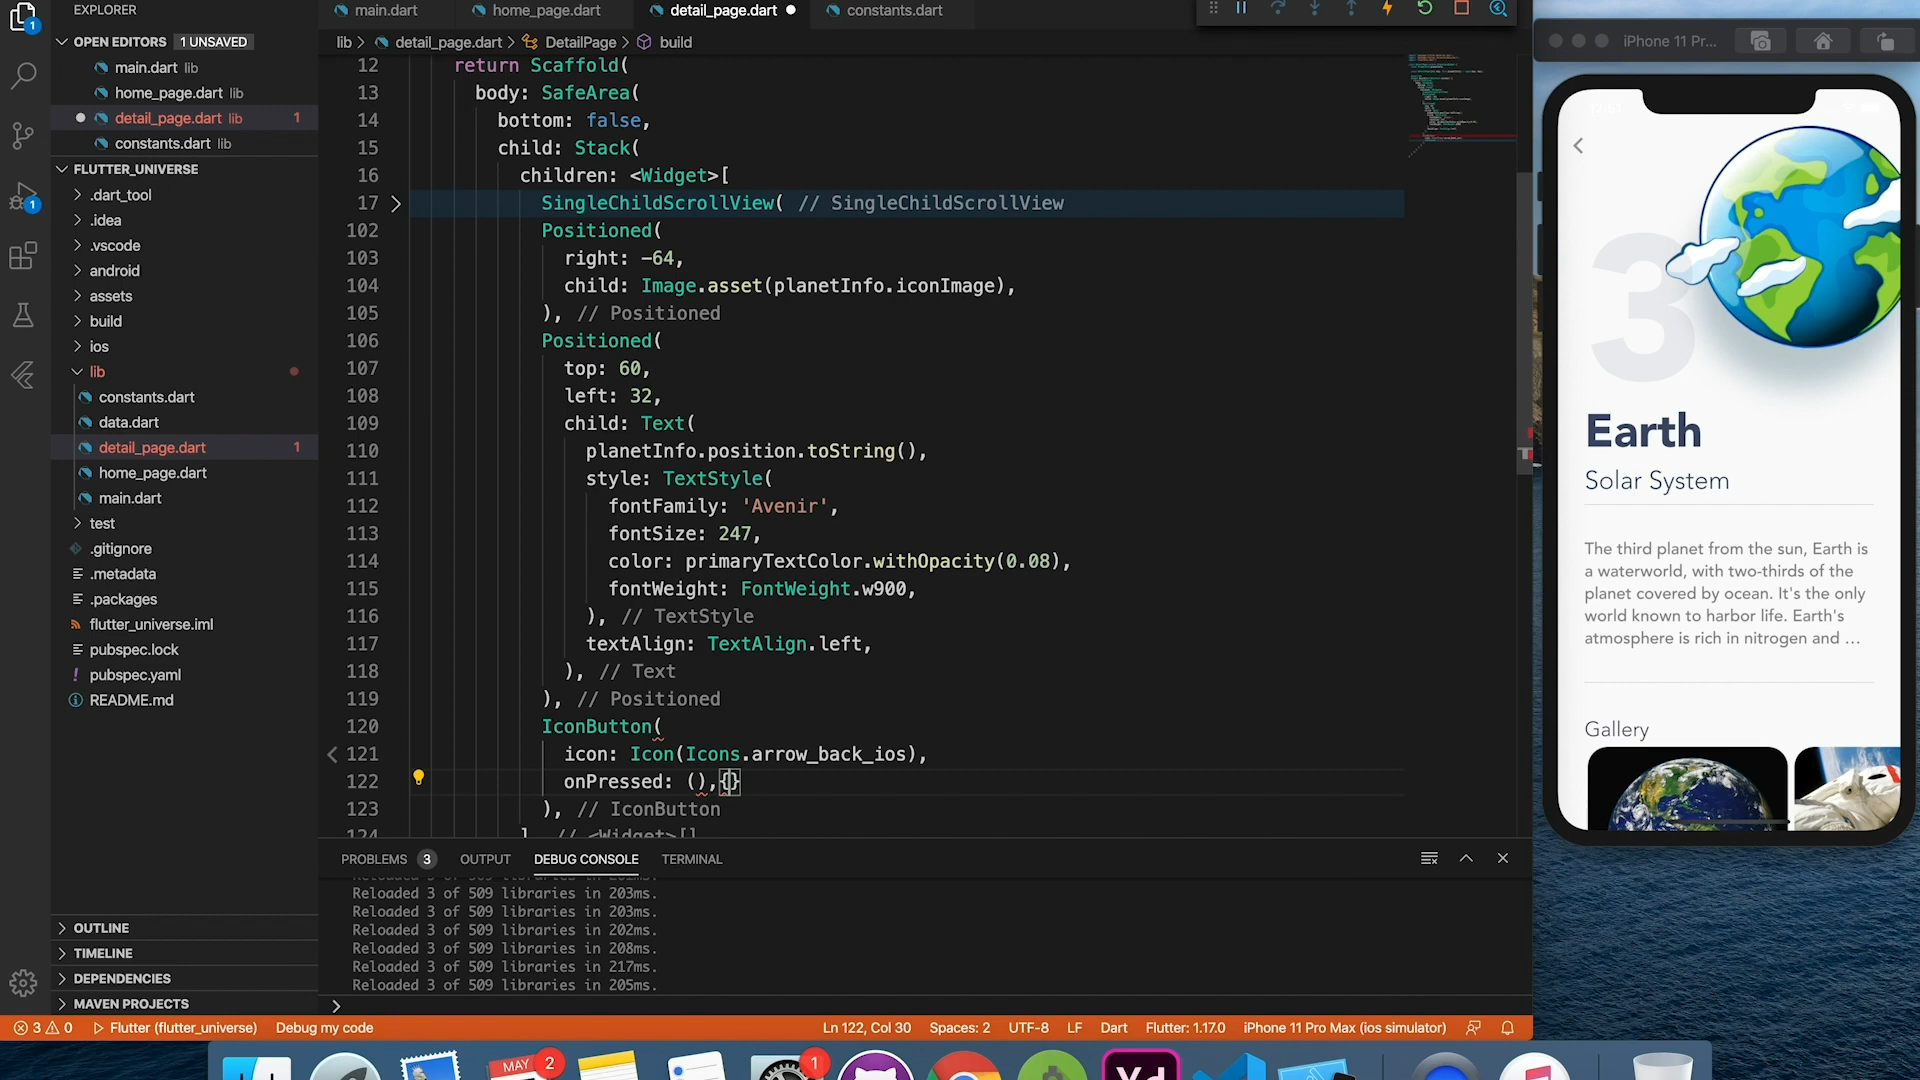 EXPLORER
OPEN EDITORS 1 UNSAVED
main.dart lib
home_page.dart lib
detail_page.dart lib 1
constants.dart lib
FLUTTER_UNIVERSE
.dart_tool
.idea
.vscode
android
assets
build
ios
lib
constants.dart
data.dart
detail_page.dart 1
home_page.dart
main.dart
test
.gitignore
.metadata
.packages
flutter_universe.iml
pubspec.lock
pubspec.yaml
README.md
OUTLINE
TIMELINE
DEPENDENCIES
MAVEN PROJECTS
main.dart home_page.dart detail_page.dart constants.dart
lib > detail_page.dart > DetailPage > build
12 return Scaffold(
13 body: SafeArea(
14 bottom: false,
15 child: Stack(
16 children: <Widget>[
17 SingleChildScrollView( // SingleChildScrollView
102 Positioned(
103 right: -64,
104 child: Image.asset(planetInfo.iconImage),
105 ), // Positioned
106 Positioned(
107 top: 60,
108 left: 32,
109 child: Text(
110 planetInfo.position.toString(),
111 style: TextStyle(
112 fontFamily: 'Avenir',
113 fontSize: 247,
114 color: primaryTextColor.withOpacity(0.08),
115 fontWeight: FontWeight.w900,
116 ), // TextStyle
117 textAlign: TextAlign.left,
118 ), // Text
119 ), // Positioned
120 IconButton(
121 icon: Icon(Icons.arrow_back_ios),
122 onPressed: (),{}
123 ), // IconButton
124 ] // <Widget>[]
PROBLEMS 3 OUTPUT DEBUG CONSOLE TERMINAL
Reloaded 3 of 509 libraries in 201ms.
Reloaded 3 of 509 libraries in 203ms.
Reloaded 3 of 509 libraries in 203ms.
Reloaded 3 of 509 libraries in 202ms.
Reloaded 3 of 509 libraries in 208ms.
Reloaded 3 of 509 libraries in 217ms.
Reloaded 3 of 509 libraries in 205ms.
3 0 Flutter (flutter_universe) Debug my code Ln 122, Col 30 Spaces: 2 UTF-8 LF Dart Flutter: 1.17.0 iPhone 11 Pro Max (ios simulator)
iPhone 11 Pr...
3
Earth
Solar System
The third planet from the sun, Earth is
a waterworld, with two-thirds of the
planet covered by ocean. It's the only
world known to harbor life. Earth's
atmosphere is rich in nitrogen and ...
Gallery
MAY 2
1
Xd